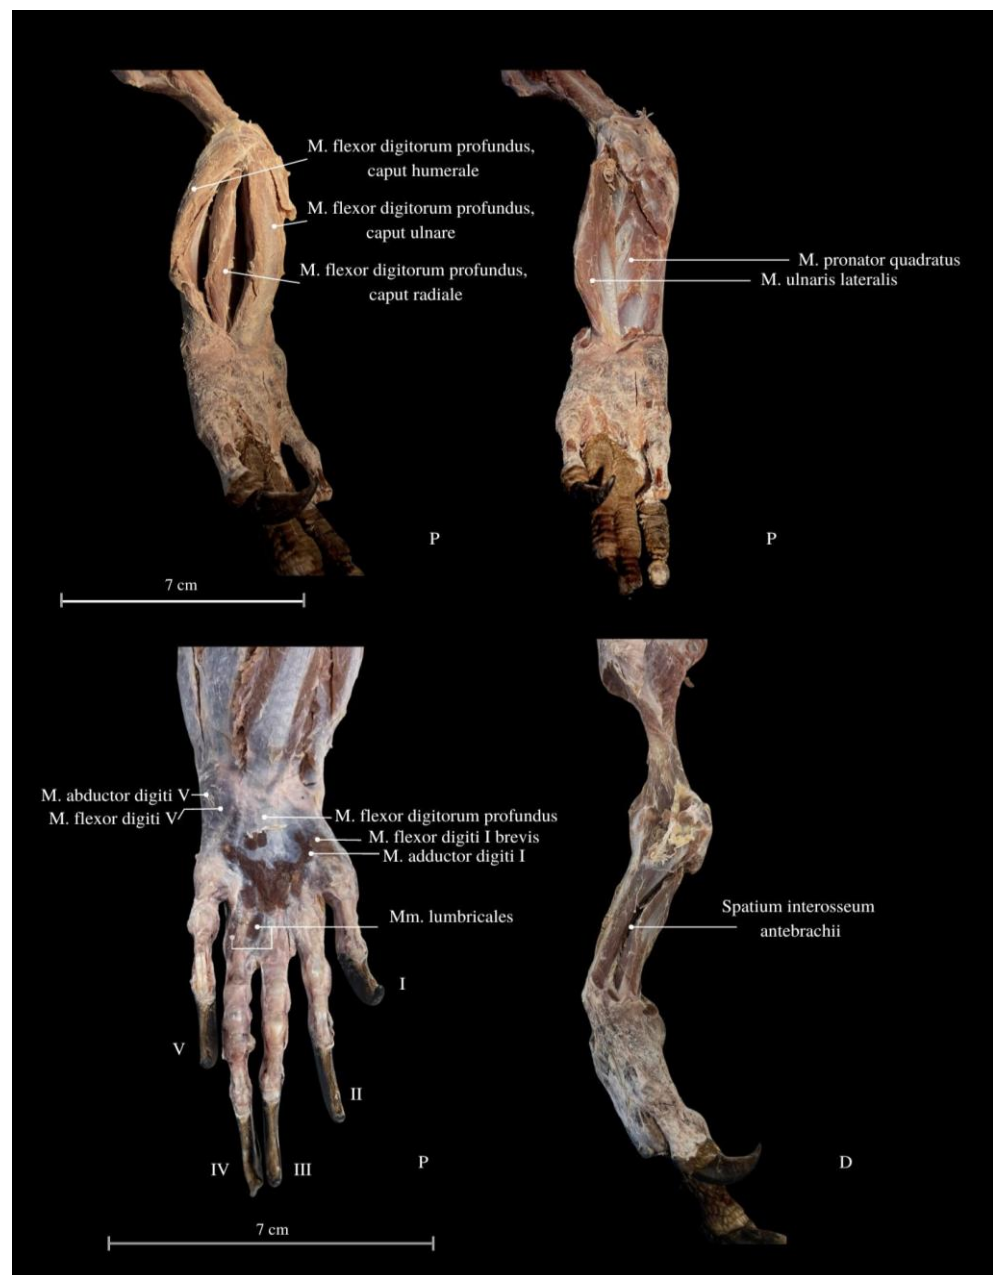 M. flexor digitorum profundus,
caput humerale
M. flexor digitorum profundus,
caput ulnare
M. flexor digitorum profundus,
caput radiale
M. pronator quadratus
M. ulnaris lateralis
P
P
7 cm
M. abductor digiti V
M. flexor digiti V
M. flexor digitorum profundus
M. flexor digiti I brevis
M. adductor digiti I
Mm. lumbricales
Spatium interosseum
antebrachii
I
V
II
IV
III
P
D
7 cm